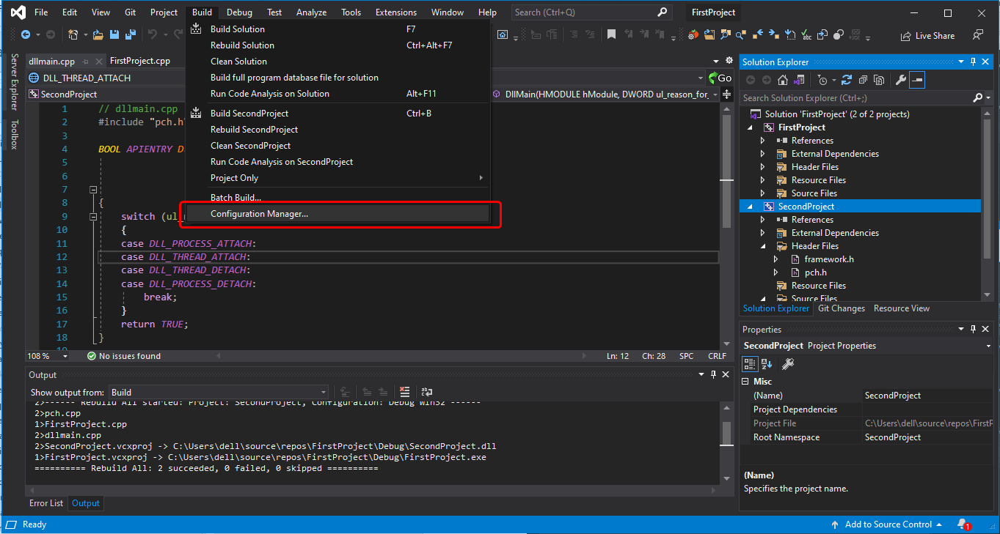 File Edit View Git Project Build Debug Test Analyze Tools Extensions Window Help Search (Ctrl+Q) FirstProject
Live Share
Server Explorer
Toolbox
dllmain.cpp FirstProject.cpp
DLL_THREAD_ATTACH Go
SecondProject DllMain(HMODULE hModule, DWORD ul_reason_for_
Build Solution F7
Rebuild Solution Ctrl+Alt+F7
Clean Solution
Build full program database file for solution
Run Code Analysis on Solution Alt+F11
Build SecondProject Ctrl+B
Rebuild SecondProject
Clean SecondProject
Run Code Analysis on SecondProject
Project Only
Batch Build...
Configuration Manager...
1 // dllmain.cpp
2 #include "pch.h"
3
4 BOOL APIENTRY D
5
6
7
8 {
9 switch (ul_
10 {
11 case DLL_PROCESS_ATTACH:
12 case DLL_THREAD_ATTACH:
13 case DLL_THREAD_DETACH:
14 case DLL_PROCESS_DETACH:
15 break;
16 }
17 return TRUE;
18 }
19
108 % No issues found Ln: 12 Ch: 28 SPC CRLF
Output
Show output from: Build
2>------ Rebuild All started: Project: SecondProject, Configuration: Debug Win32 ------
2>pch.cpp
1>FirstProject.cpp
2>dllmain.cpp
2>SecondProject.vcxproj -> C:\Users\dell\source\repos\FirstProject\Debug\SecondProject.dll
1>FirstProject.vcxproj -> C:\Users\dell\source\repos\FirstProject\Debug\FirstProject.exe
========== Rebuild All: 2 succeeded, 0 failed, 0 skipped ==========
Error List Output
Solution Explorer
Search Solution Explorer (Ctrl+;)
Solution 'FirstProject' (2 of 2 projects)
FirstProject
References
External Dependencies
Header Files
Resource Files
Source Files
SecondProject
References
External Dependencies
Header Files
framework.h
pch.h
Resource Files
Source Files
Solution Explorer Git Changes Resource View
Properties
SecondProject Project Properties
Misc
(Name) SecondProject
Project Dependencies
Project File C:\Users\dell\source\repos\FirstP
Root Namespace SecondProject
(Name)
Specifies the project name.
Ready Add to Source Control 1